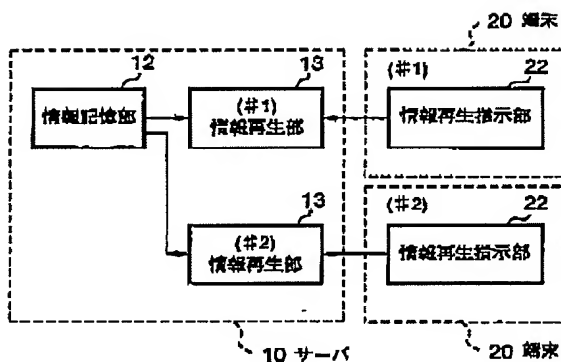 20 端末
12
情報記憶部
13
(#1)
情報再生部
(#1)
22
情報再生指示部
13
(#2)
情報再生部
(#2)
22
情報再生指示部
10 サーバ
20 端末